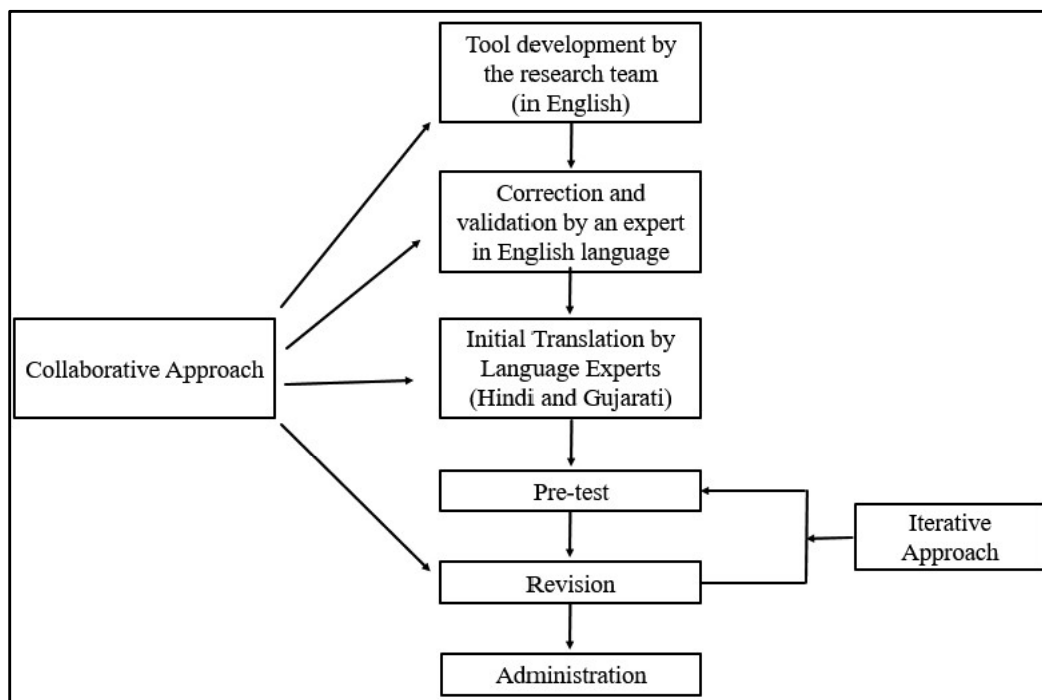 Tool development by
the research team
(in English)
Correction and
validation by an expert
in English language
Collaborative Approach
Initial Translation by
Language Experts
(Hindi and Gujarati)
Pre-test
Iterative
Approach
Revision
Administration